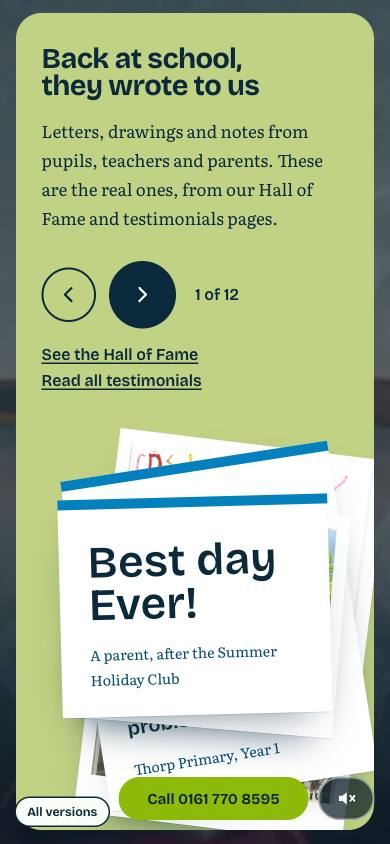 Back at school,
they wrote to us
Letters, drawings and notes from
pupils, teachers and parents. These
are the real ones, from our Hall of
Fame and testimonials pages.
1 of 12
See the Hall of Fame
Read all testimonials
Best day
Ever!
A parent, after the Summer
Holiday Club
Thorp Primary, Year 1
Call 0161 770 8595
All versions